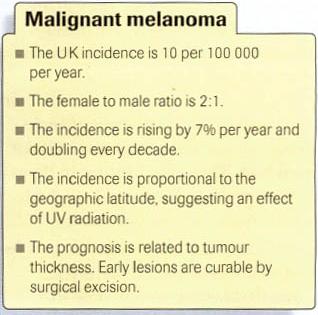 Malignant melanoma
■ The UK incidence is 10 per 100 000
per year.
■ The female to male ratio is 2:1.
■ The incidence is rising by 7% per year and
doubling every decade.
■ The incidence is proportional to the
geographic latitude, suggesting an effect
of UV radiation.
■ The prognosis is related to tumour
thickness. Early lesions are curable by
surgical excision.